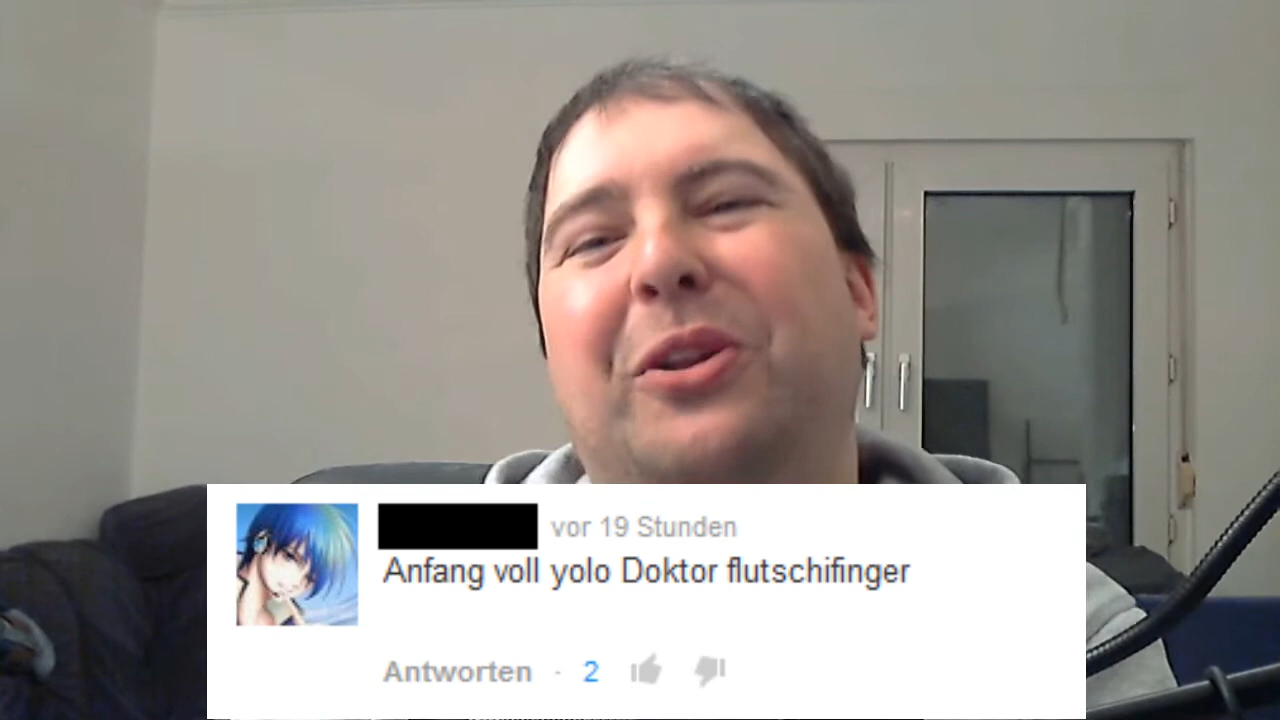 vor 19 Stunden
Anfang voll yolo Doktor flutschifinger
Antworten · 2